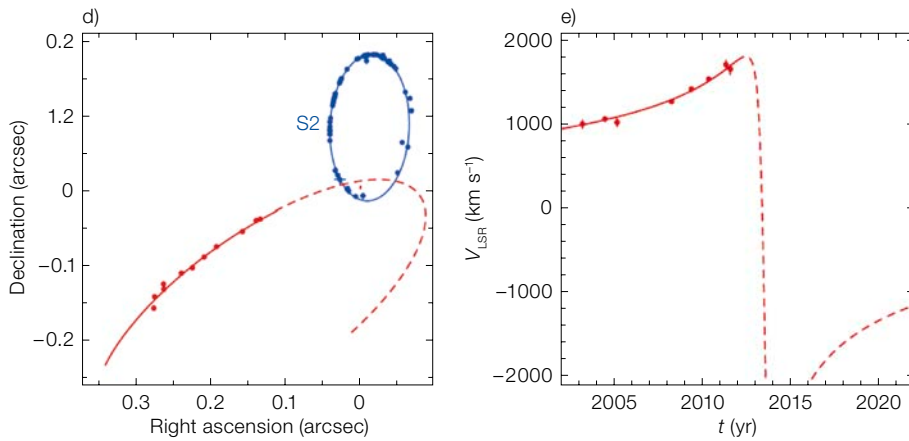 d)
0.2
1.2
0
−0.1
−0.2
Declination (arcsec)
S2
0.3
0.2
0.1
0
Right ascension (arcsec)
e)
2000
1000
0
−1000
−2000
V_LSR (km s⁻¹)
2005
2010
2015
2020
t (yr)